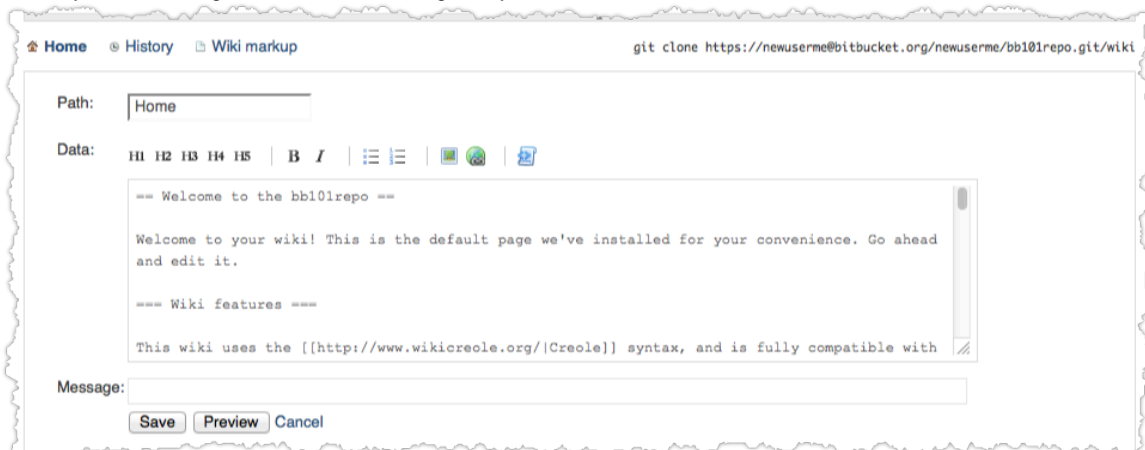 Home History Wiki markup git clone https://newuserme@bitbucket.org/newuserme/bb101repo.git/wiki
Path: Home
Data: H1 H2 H3 H4 H5 B I
== Welcome to the bb101repo ==
Welcome to your wiki! This is the default page we've installed for your convenience. Go ahead
and edit it.
=== Wiki features ===
This wiki uses the [[http://www.wikicreole.org/|Creole]] syntax, and is fully compatible with
Message:
Save Preview Cancel